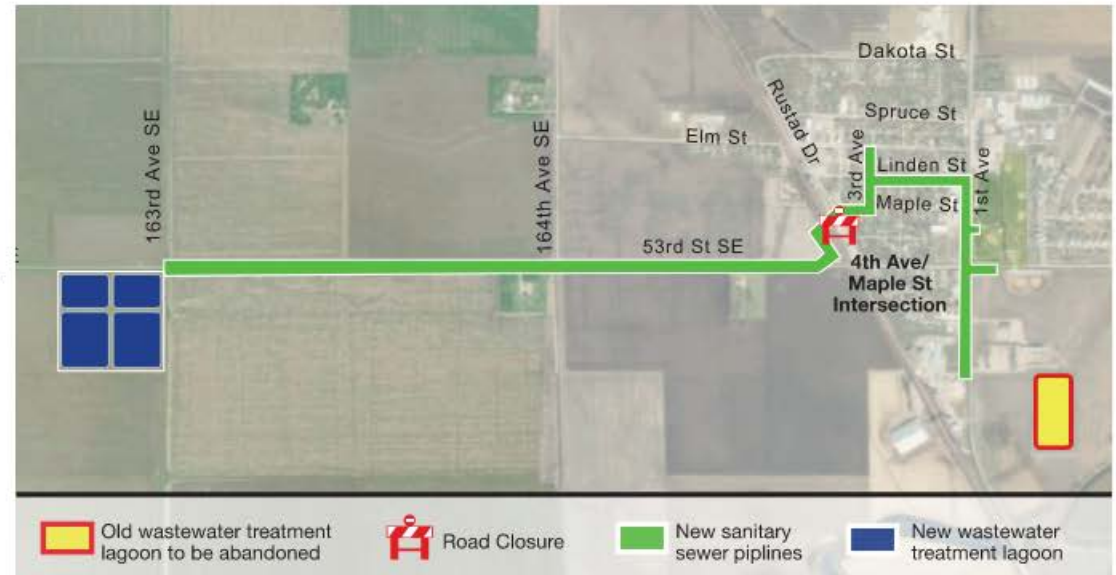 Dakota St
Rustad Dr
Spruce St
163rd Ave SE
164th Ave SE
Elm St
3rd Ave
Linden St
1st Ave
Maple St
53rd St SE
4th Ave/
Maple St
Intersection
Old wastewater treatment
lagoon to be abandoned
Road Closure
New sanitary
sewer piplines
New wastewater
treatment lagoon